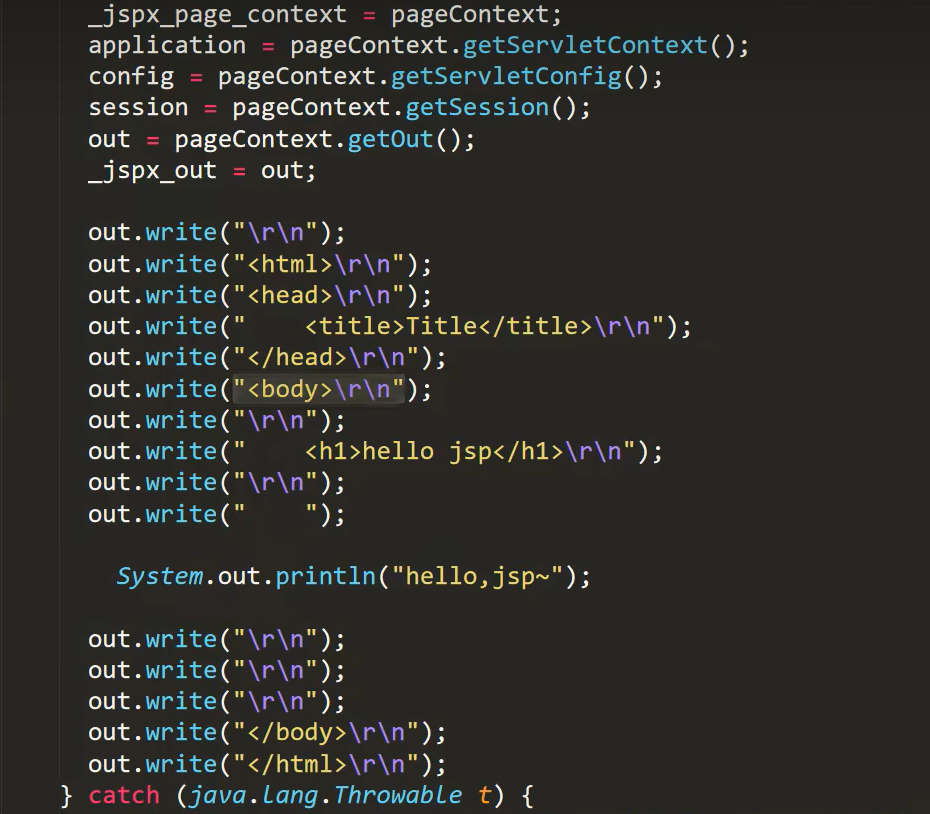 _jspx_page_context = pageContext;
application = pageContext.getServletContext();
config = pageContext.getServletConfig();
session = pageContext.getSession();
out = pageContext.getOut();
_jspx_out = out;
out.write("\r\n");
out.write("<html>\r\n");
out.write("<head>\r\n");
out.write("    <title>Title</title>\r\n");
out.write("</head>\r\n");
out.write("<body>\r\n");
out.write("\r\n");
out.write("    <h1>hello jsp</h1>\r\n");
out.write("\r\n");
out.write("    ");
System.out.println("hello,jsp~");
out.write("\r\n");
out.write("\r\n");
out.write("\r\n");
out.write("</body>\r\n");
out.write("</html>\r\n");
} catch (java.lang.Throwable t) {